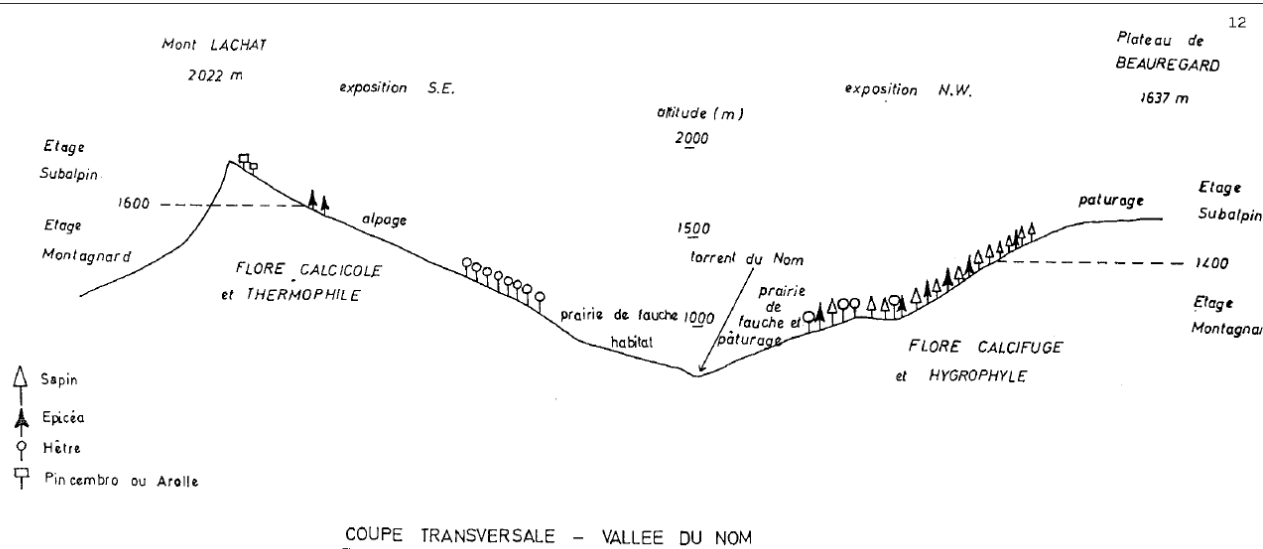 12
Mont LACHAT
2022 m
exposition S.E.
altitude (m)
2000
exposition N.W.
Plateau de
BEAUREGARD
1637 m
Etage
Subalpin
1600
Etage
Montagnard
alpage
FLORE CALCICOLE
et THERMOPHILE
1500
torrent du Nom
prairie de fauche
habitat
1000
prairie
de
fauche et
pâturage
paturage
Etage
Subalpin
1400
Etage
Montagnar
FLORE CALCIFUGE
et HYGROPHYLE
Sapin
Epicéa
Hêtre
Pin cembro ou Arolle
COUPE TRANSVERSALE – VALLEE DU NOM